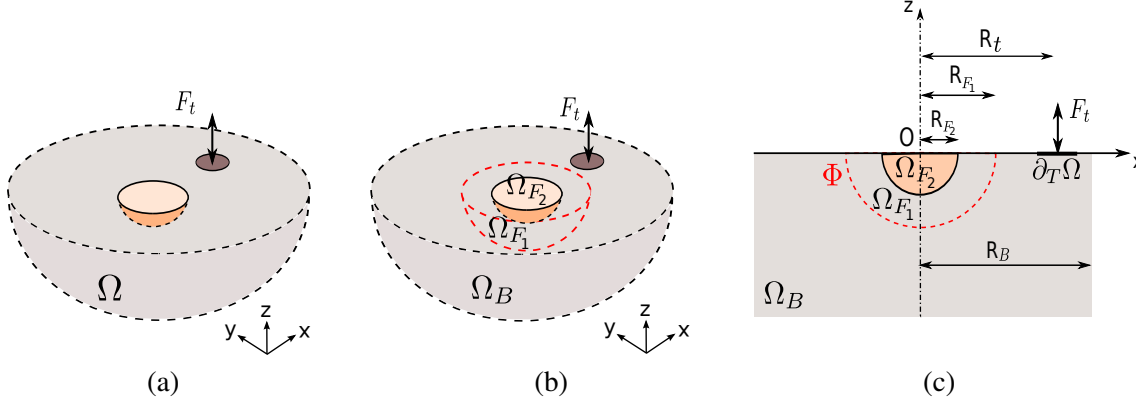 F_t
Ω
z
y
x
(a)
F_t
Ω_{F_2}
Ω_{F_1}
Ω_B
z
y
x
(b)
z
R_t
R_{F_1}
R_{F_2}
F_t
O
Ω_{F_2}
∂_TΩ
Φ
Ω_{F_1}
R_B
Ω_B
(c)